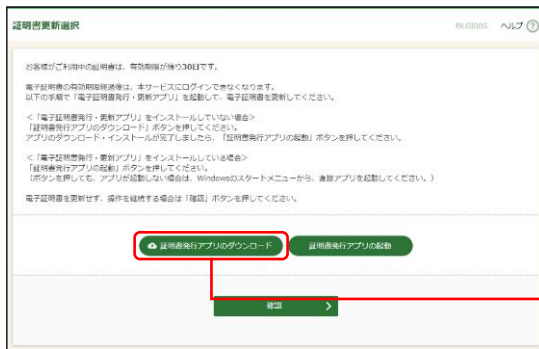 証明書更新選択
BLGI005 ヘルプ ?
お客様がご利用中の証明書は、有効期限が残り30日です。
電子証明書の有効期限経過後は、本サービスにログインできなくなります。
以下の手順で「電子証明書発行・更新アプリ」を起動して、電子証明書を更新してください。
＜「電子証明書発行・更新アプリ」をインストールしていない場合＞
「証明書発行アプリのダウンロード」ボタンを押してください。
アプリのダウンロード・インストールが完了しましたら、「証明書発行アプリの起動」ボタンを押してください。
＜「電子証明書発行・更新アプリ」をインストールしている場合＞
「証明書発行アプリの起動」ボタンを押してください。
（ボタンを押しても、アプリが起動しない場合は、Windowsのスタートメニューから、直接アプリを起動してください。）
電子証明書を更新せず、操作を継続する場合は「確認」ボタンを押してください。
証明書発行アプリのダウンロード 証明書発行アプリの起動
確認